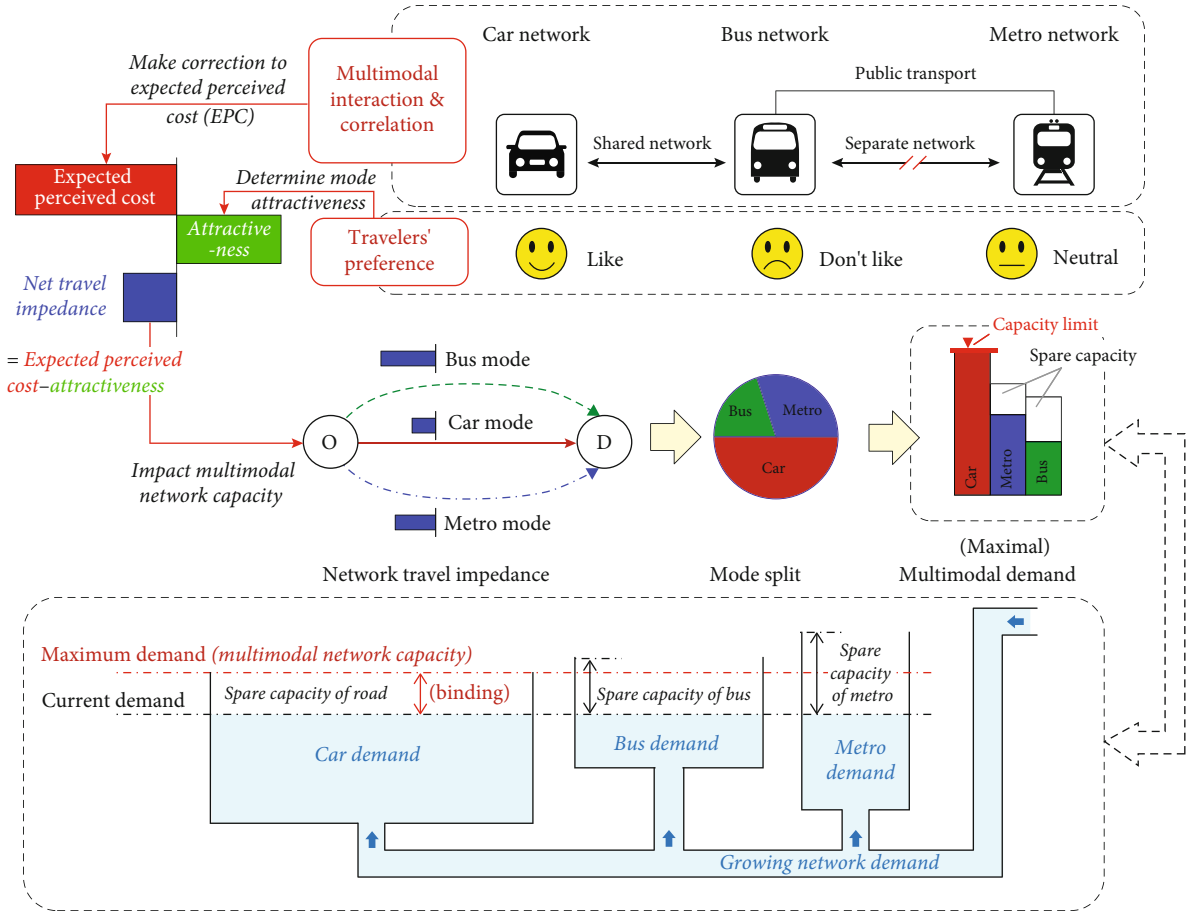 Car network
Bus network
Metro network
Make correction to
expected perceived
cost (EPC)
Multimodal
interaction &
correlation
Public transport
Shared network
Separate network
Expected
perceived cost
Determine mode
attractiveness
Attractive
-ness
Travelers'
preference
Like
Don't like
Neutral
Net travel
impedance
= Expected perceived
cost–attractiveness
Impact multimodal
network capacity
O
D
Bus mode
Car mode
Metro mode
Network travel impedance
Bus
Metro
Car
Mode split
Capacity limit
Spare capacity
Car
Metro
Bus
(Maximal)
Multimodal demand
Maximum demand (multimodal network capacity)
Current demand
Spare capacity of road
(binding)
Spare capacity of bus
Spare
capacity
of metro
Car demand
Bus demand
Metro
demand
Growing network demand